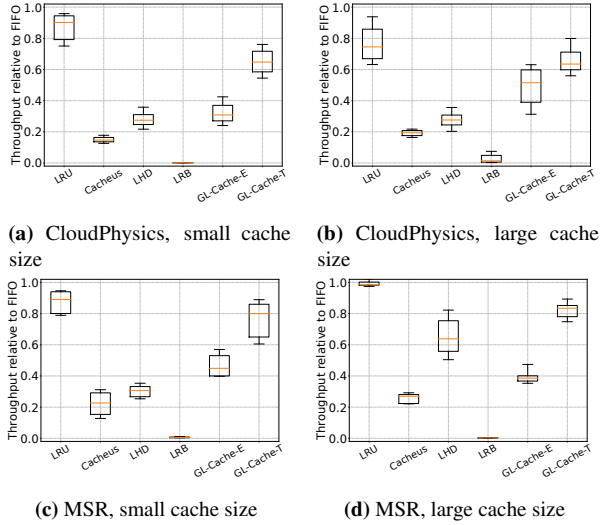 Throughput relative to FIFO
1.0
0.8
0.6
0.4
0.2
0.0
LRU
Cacheus
LHD
LRB
GL-Cache-E
GL-Cache-T
(a) CloudPhysics, small cache
size
Throughput relative to FIFO
1.0
0.8
0.6
0.4
0.2
0.0
LRU
Cacheus
LHD
LRB
GL-Cache-E
GL-Cache-T
(b) CloudPhysics, large cache
size
Throughput relative to FIFO
1.0
0.8
0.6
0.4
0.2
0.0
LRU
Cacheus
LHD
LRB
GL-Cache-E
GL-Cache-T
(c) MSR, small cache size
Throughput relative to FIFO
1.0
0.8
0.6
0.4
0.2
0.0
LRU
Cacheus
LHD
LRB
GL-Cache-E
GL-Cache-T
(d) MSR, large cache size